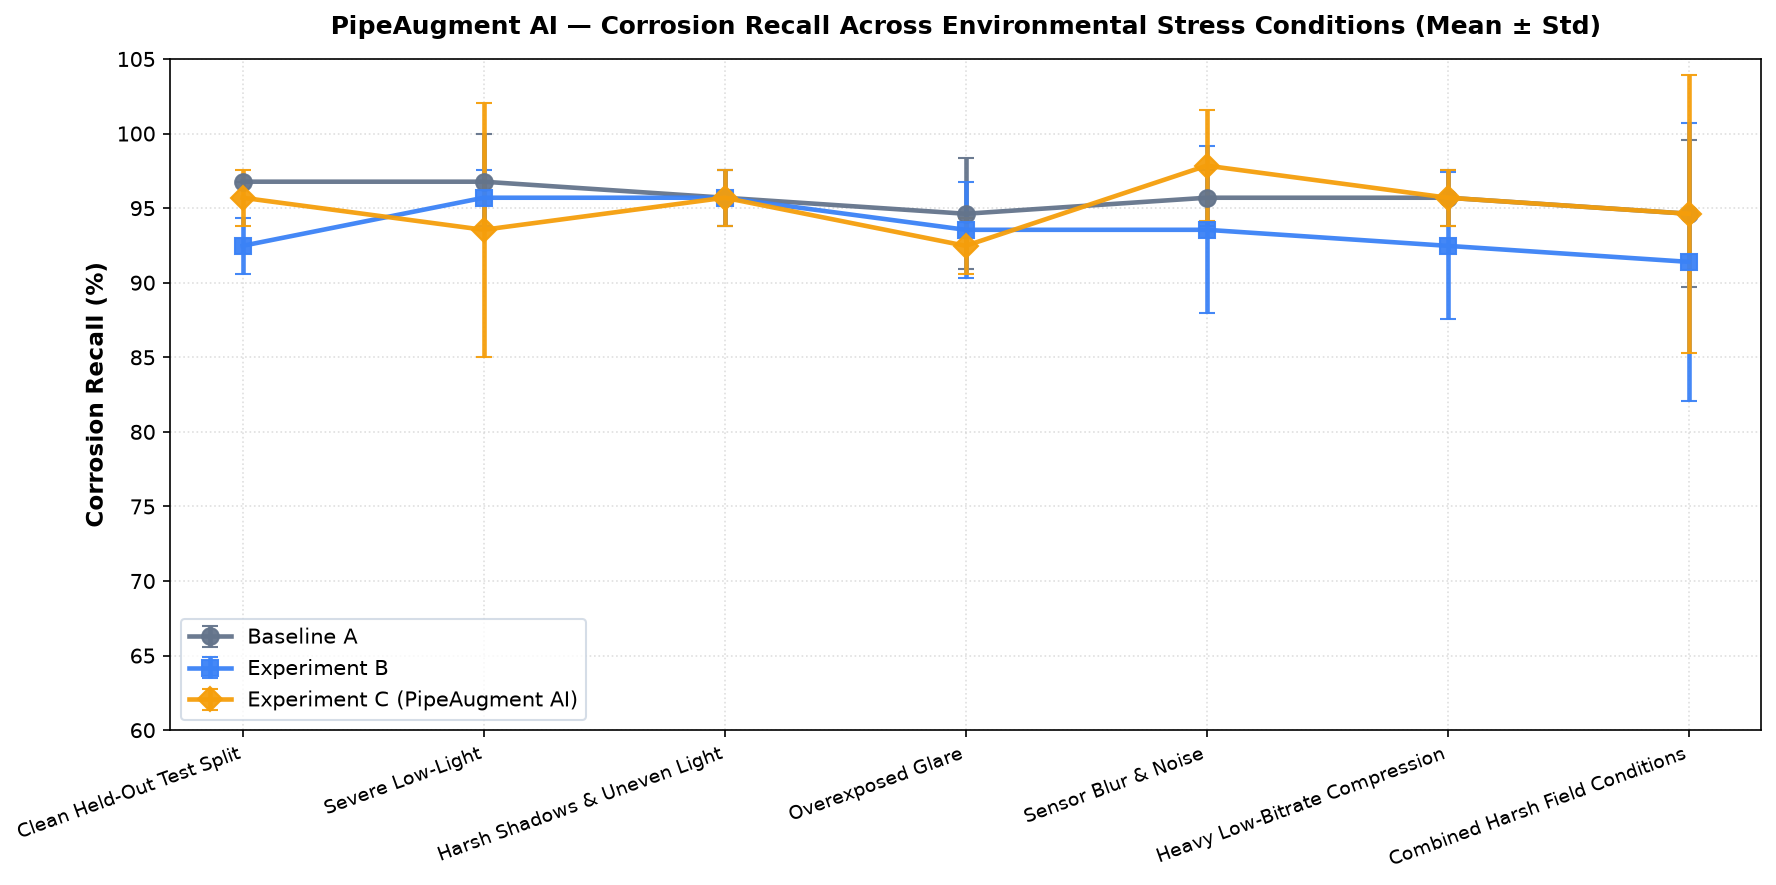 PipeAugment AI — Corrosion Recall Across Environmental Stress Conditions (Mean ± Std)
Corrosion Recall (%)
105
100
95
90
85
80
75
70
65
60
Baseline A
Experiment B
Experiment C (PipeAugment AI)
Clean Held-Out Test Split
Severe Low-Light
Harsh Shadows & Uneven Light
Overexposed Glare
Sensor Blur & Noise
Heavy Low-Bitrate Compression
Combined Harsh Field Conditions